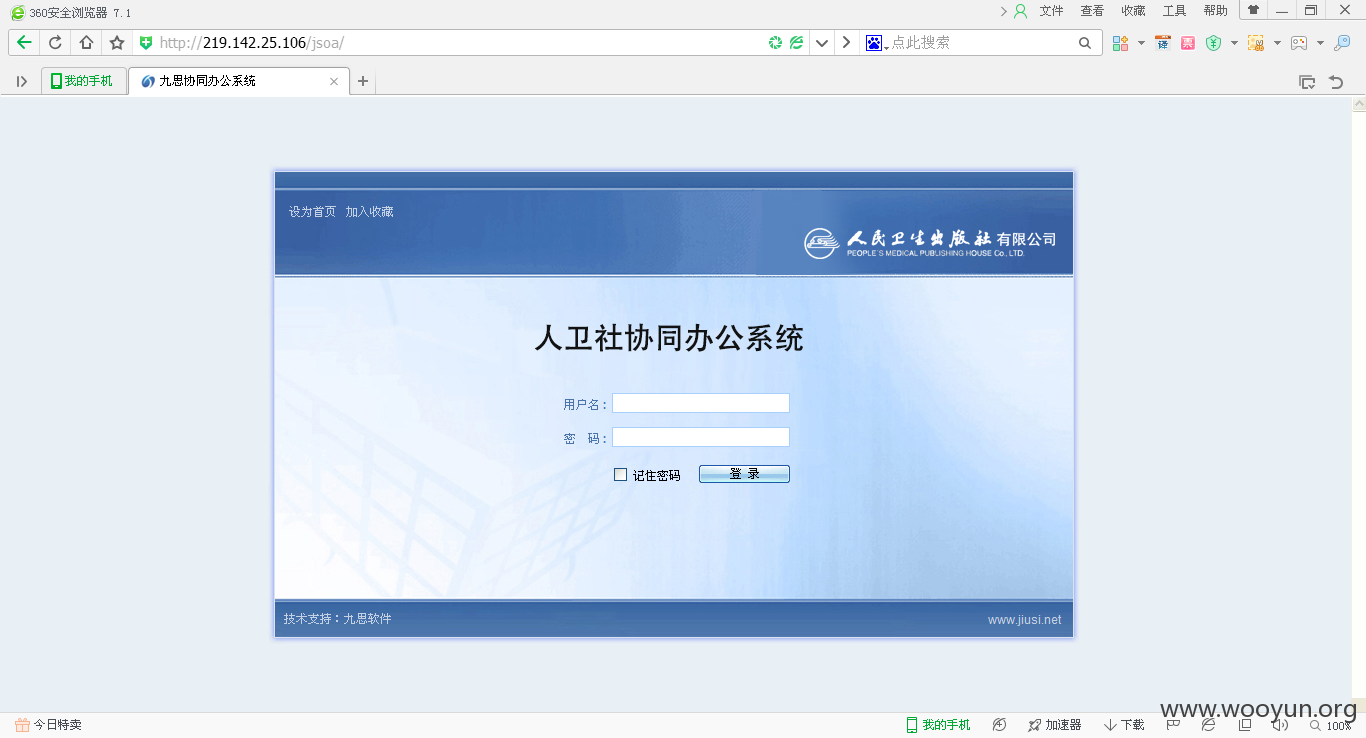 360安全浏览器 7.1
文件 查看 收藏 工具 帮助
http://219.142.25.106/jsoa/
点此搜索
我的手机
九思协同办公系统
设为首页 加入收藏
人民卫生出版社有限公司
PEOPLE'S MEDICAL PUBLISHING HOUSE Co., LTD.
人卫社协同办公系统
用户名：
密 码：
记住密码 登 录
技术支持：九思软件
www.jiusi.net
www.wooyun.org
今日特卖
我的手机 加速器 下载 100%